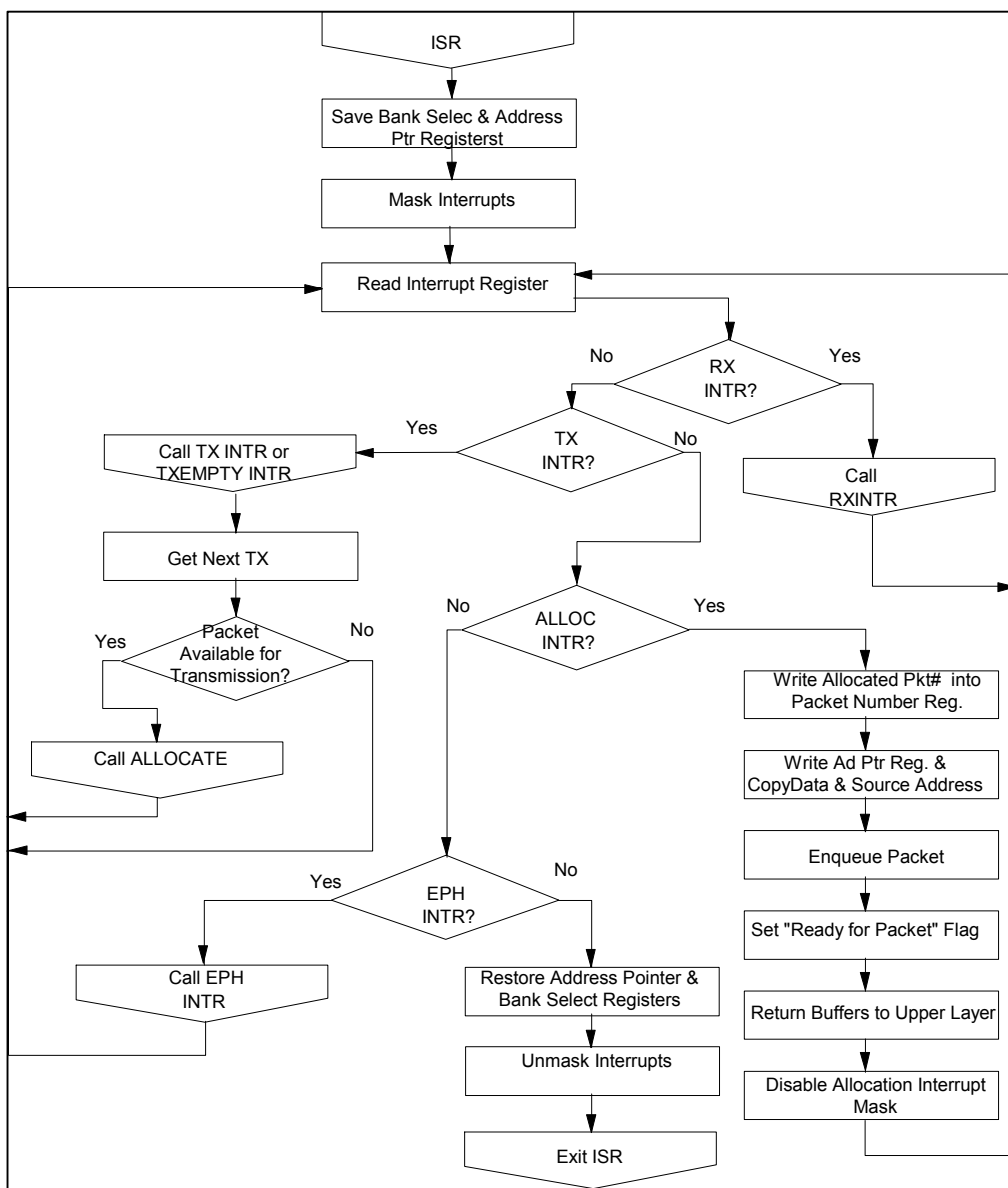 ISR
Save Bank Selec & Address
Ptr Registerst
Mask Interrupts
Read Interrupt Register
No
RX
INTR?
Yes
Yes
TX
INTR?
No
Call TX INTR or
TXEMPTY INTR
Call
RXINTR
Get Next TX
No
ALLOC
INTR?
Yes
Yes
Packet
Available for
Transmission?
No
Write Allocated Pkt# into
Packet Number Reg.
Call ALLOCATE
Write Ad Ptr Reg. &
CopyData & Source Address
Enqueue Packet
Yes
EPH
INTR?
No
Set "Ready for Packet" Flag
Call EPH
INTR
Restore Address Pointer &
Bank Select Registers
Return Buffers to Upper Layer
Unmask Interrupts
Disable Allocation Interrupt
Mask
Exit ISR